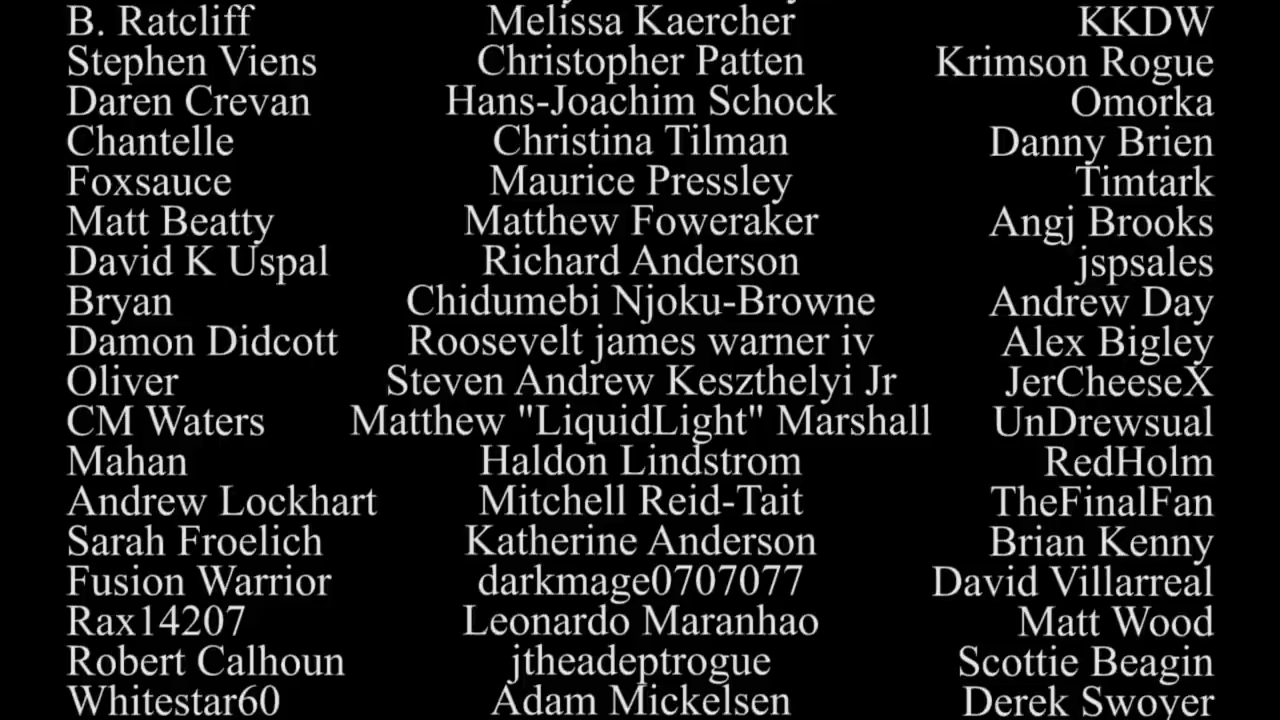 B. Ratcliff Melissa Kaercher KKDW
Stephen Viens Christopher Patten Krimson Rogue
Daren Crevan Hans-Joachim Schock Omorka
Chantelle Christina Tilman Danny Brien
Foxsauce Maurice Pressley Timtark
Matt Beatty Matthew Foweraker Angj Brooks
David K Uspal Richard Anderson jspsales
Bryan Chidumebi Njoku-Browne Andrew Day
Damon Didcott Roosevelt james warner iv Alex Bigley
Oliver Steven Andrew Keszthelyi Jr JerCheeseX
CM Waters Matthew "LiquidLight" Marshall UnDrewsual
Mahan Haldon Lindstrom RedHolm
Andrew Lockhart Mitchell Reid-Tait TheFinalFan
Sarah Froelich Katherine Anderson Brian Kenny
Fusion Warrior darkmage0707077 David Villarreal
Rax14207 Leonardo Maranhao Matt Wood
Robert Calhoun jtheadeptrogue Scottie Beagin
Whitestar60 Adam Mickelsen Derek Swoyer